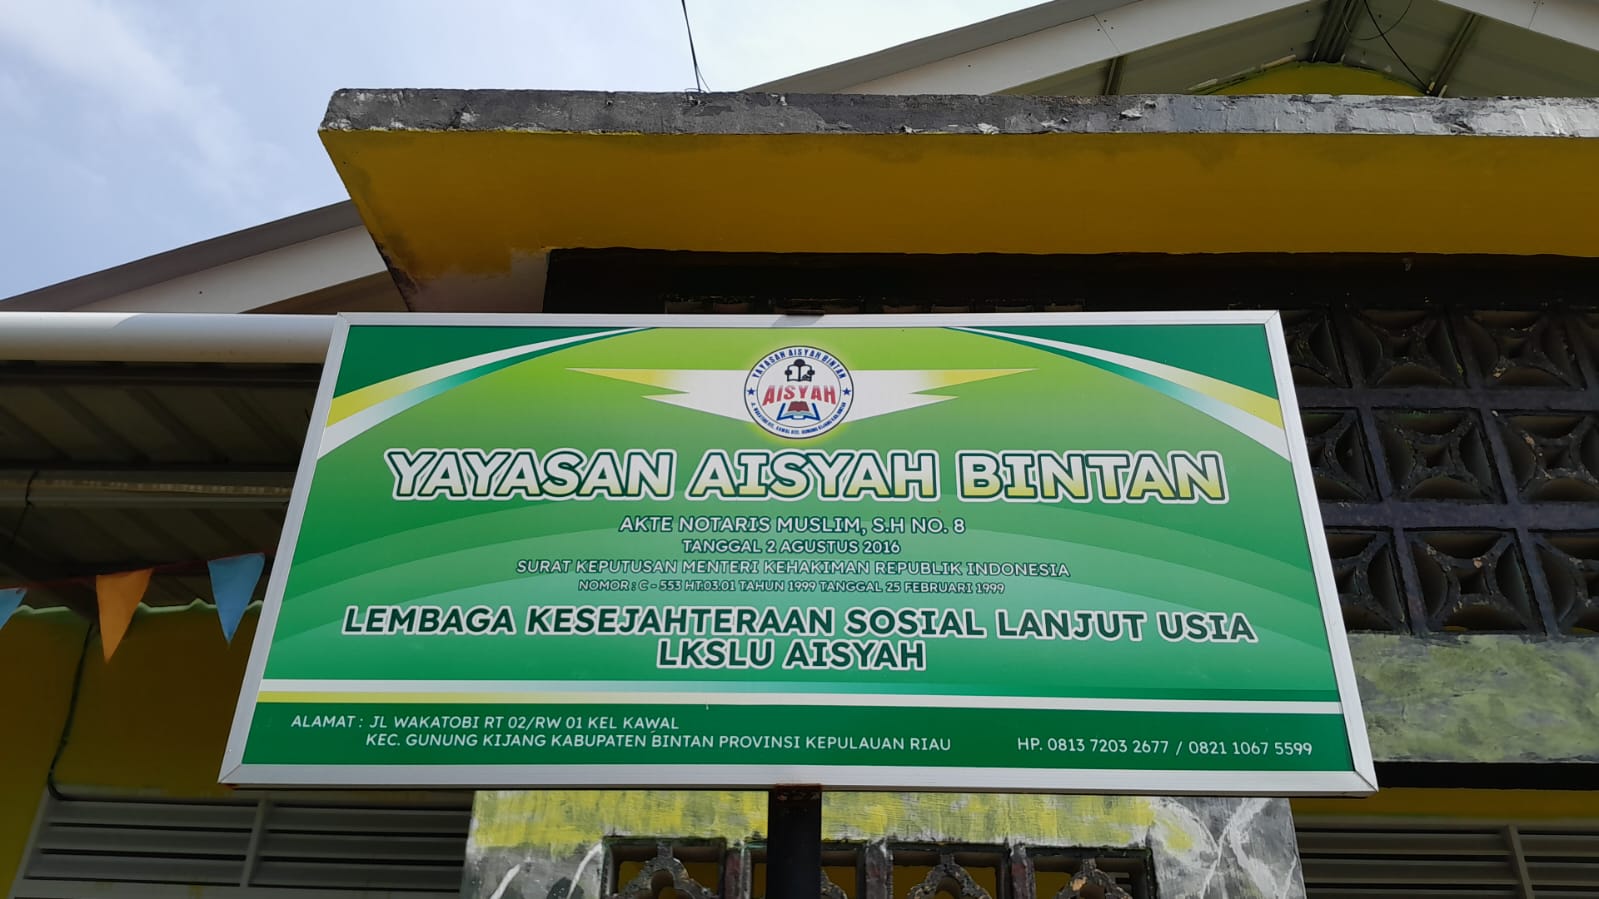 YAYASAN AISYAH BINTAN
AISYAH
YAYASAN AISYAH BINTAN
AKTE NOTARIS MUSLIM, S.H NO. 8
TANGGAL 2 AGUSTUS 2016
SURAT KEPUTUSAN MENTERI KEHAKIMAN REPUBLIK INDONESIA
NOMOR : C - 553 HT.03.01 TAHUN 1999 TANGGAL 25 FEBRUARI 1999
LEMBAGA KESEJAHTERAAN SOSIAL LANJUT USIA
LKSLU AISYAH
ALAMAT : JL WAKATOBI RT 02/RW 01 KEL KAWAL
KEC. GUNUNG KIJANG KABUPATEN BINTAN PROVINSI KEPULAUAN RIAU
HP. 0813 7203 2677 / 0821 1067 5599